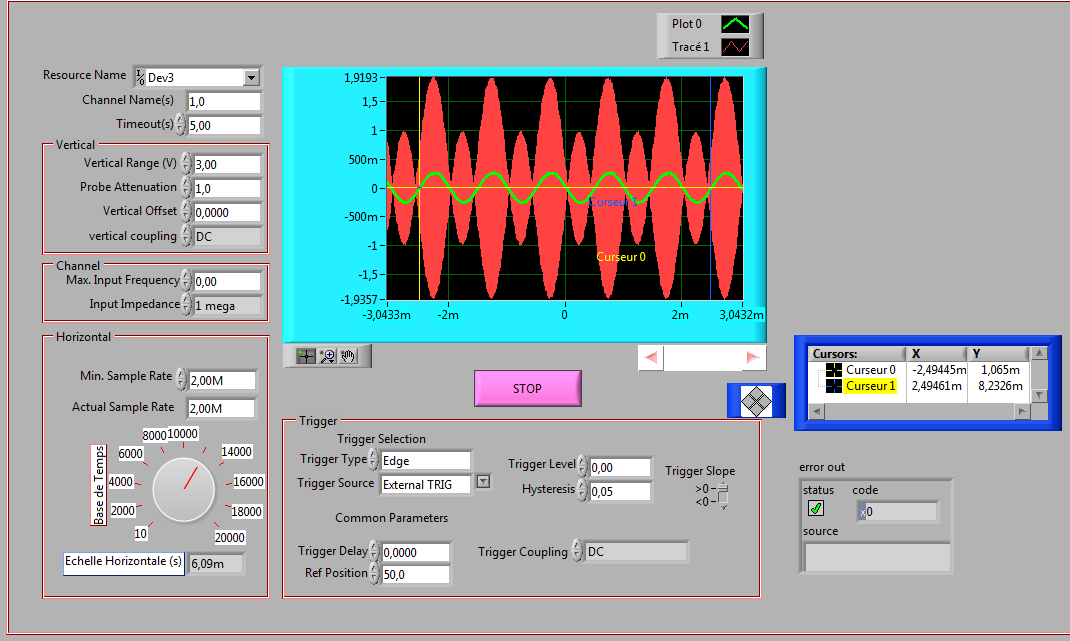 Plot 0
Tracé 1
Resource Name I/0 Dev3
Channel Name(s) 1,0
Timeout(s) 5,00
Vertical
Vertical Range (V) 3,00
Probe Attenuation 1,0
Vertical Offset 0,0000
vertical coupling DC
Channel
Max. Input Frequency 0,00
Input Impedance 1 mega
Horizontal
Min. Sample Rate 2,00M
Actual Sample Rate 2,00M
Base de Temps
10
2000
4000
6000
8000
10000
14000
16000
18000
20000
Echelle Horizontale (s) 6,09m
1,9193
1,5
1
500m
0
-500m
-1
-1,5
-1,9357
-3,0433m -2m 0 2m 3,0432m
Curseur 1
Curseur 0
STOP
Trigger
Trigger Selection
Trigger Type Edge
Trigger Source External TRIG
Trigger Level 0,00
Hysteresis 0,05
Trigger Slope
>0
<0
Common Parameters
Trigger Delay 0,0000
Ref Position 50,0
Trigger Coupling DC
Cursors: X Y
Curseur 0 -2,49445m 1,065m
Curseur 1 2,49461m 8,2326m
error out
status code
x0
source